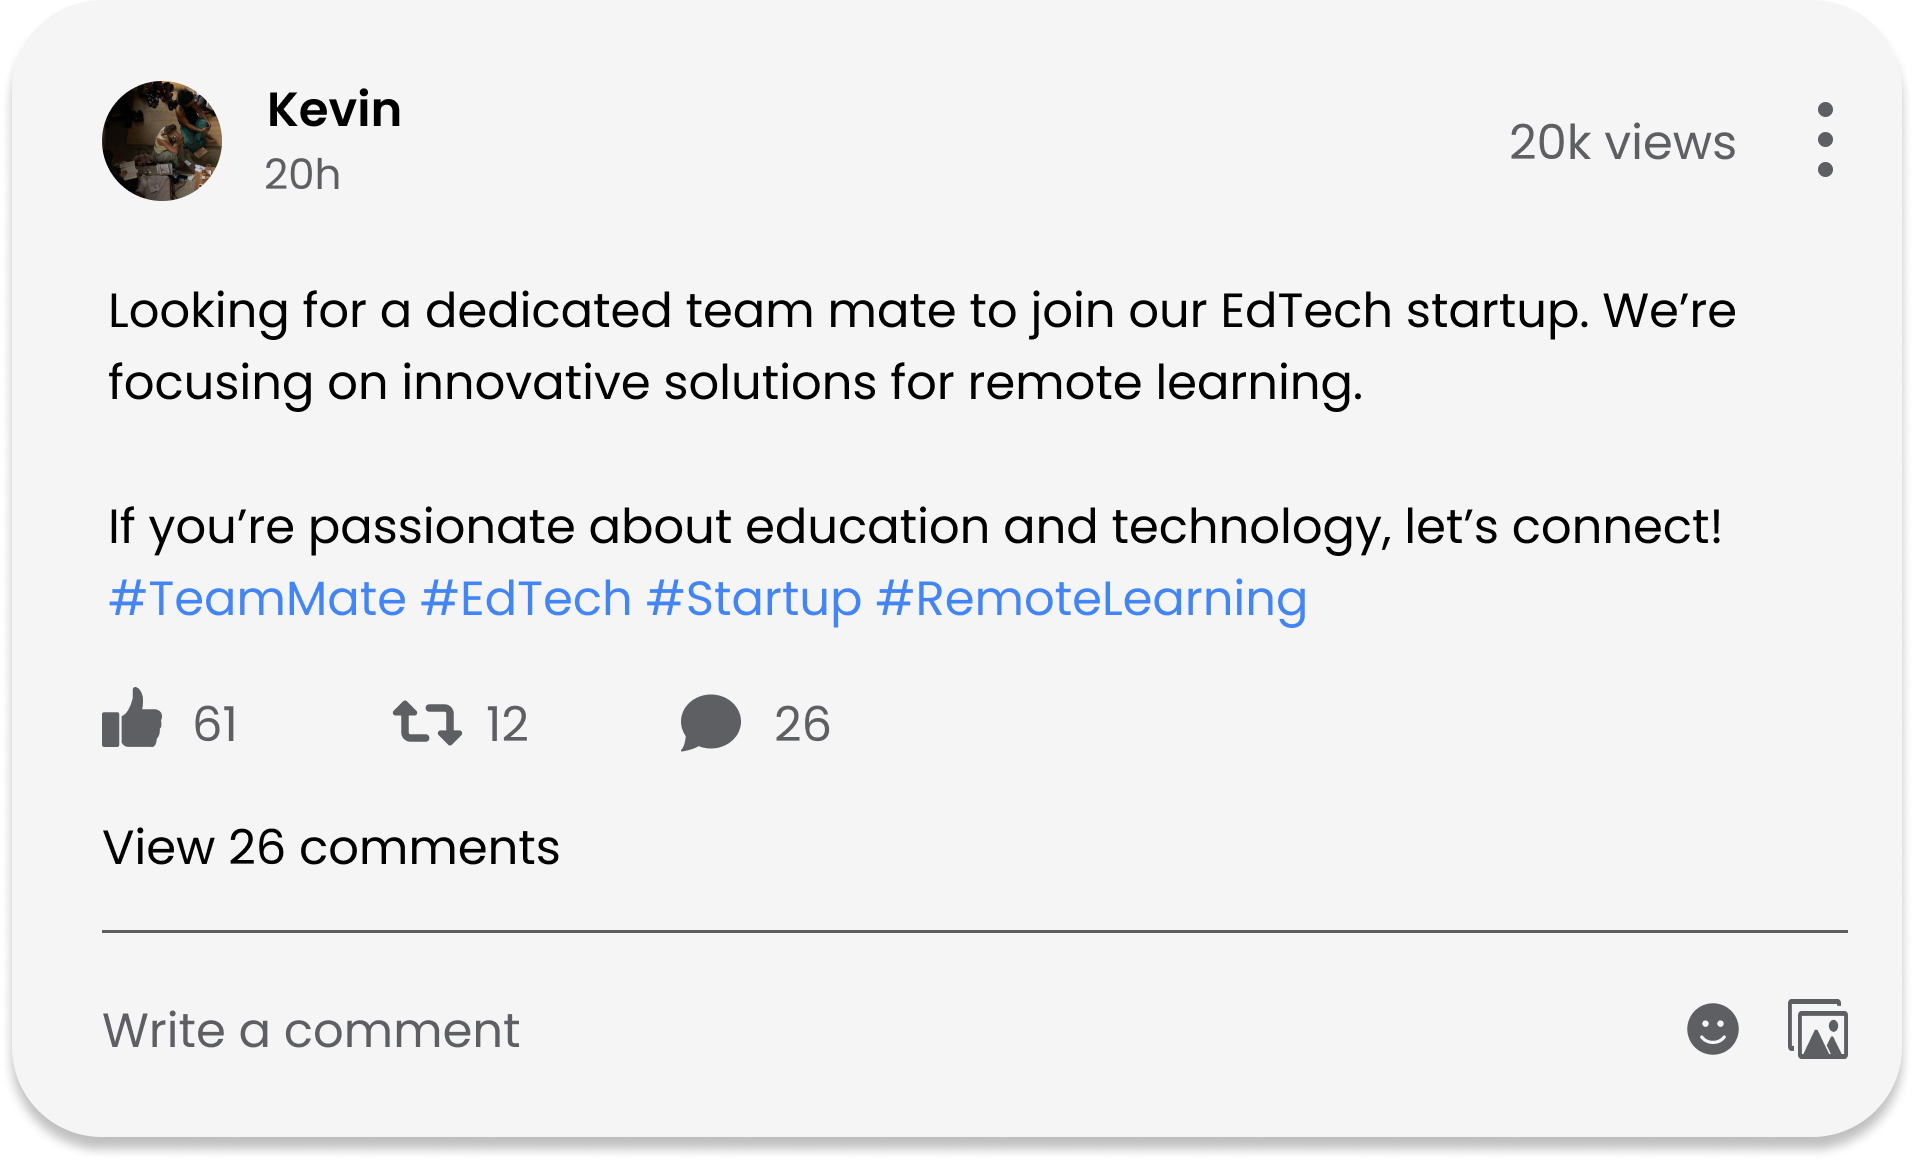 Kevin
20h
20k views
Looking for a dedicated team mate to join our EdTech startup. We’re
focusing on innovative solutions for remote learning.
If you’re passionate about education and technology, let’s connect!
#TeamMate #EdTech #Startup #RemoteLearning
61 12 26
View 26 comments
Write a comment